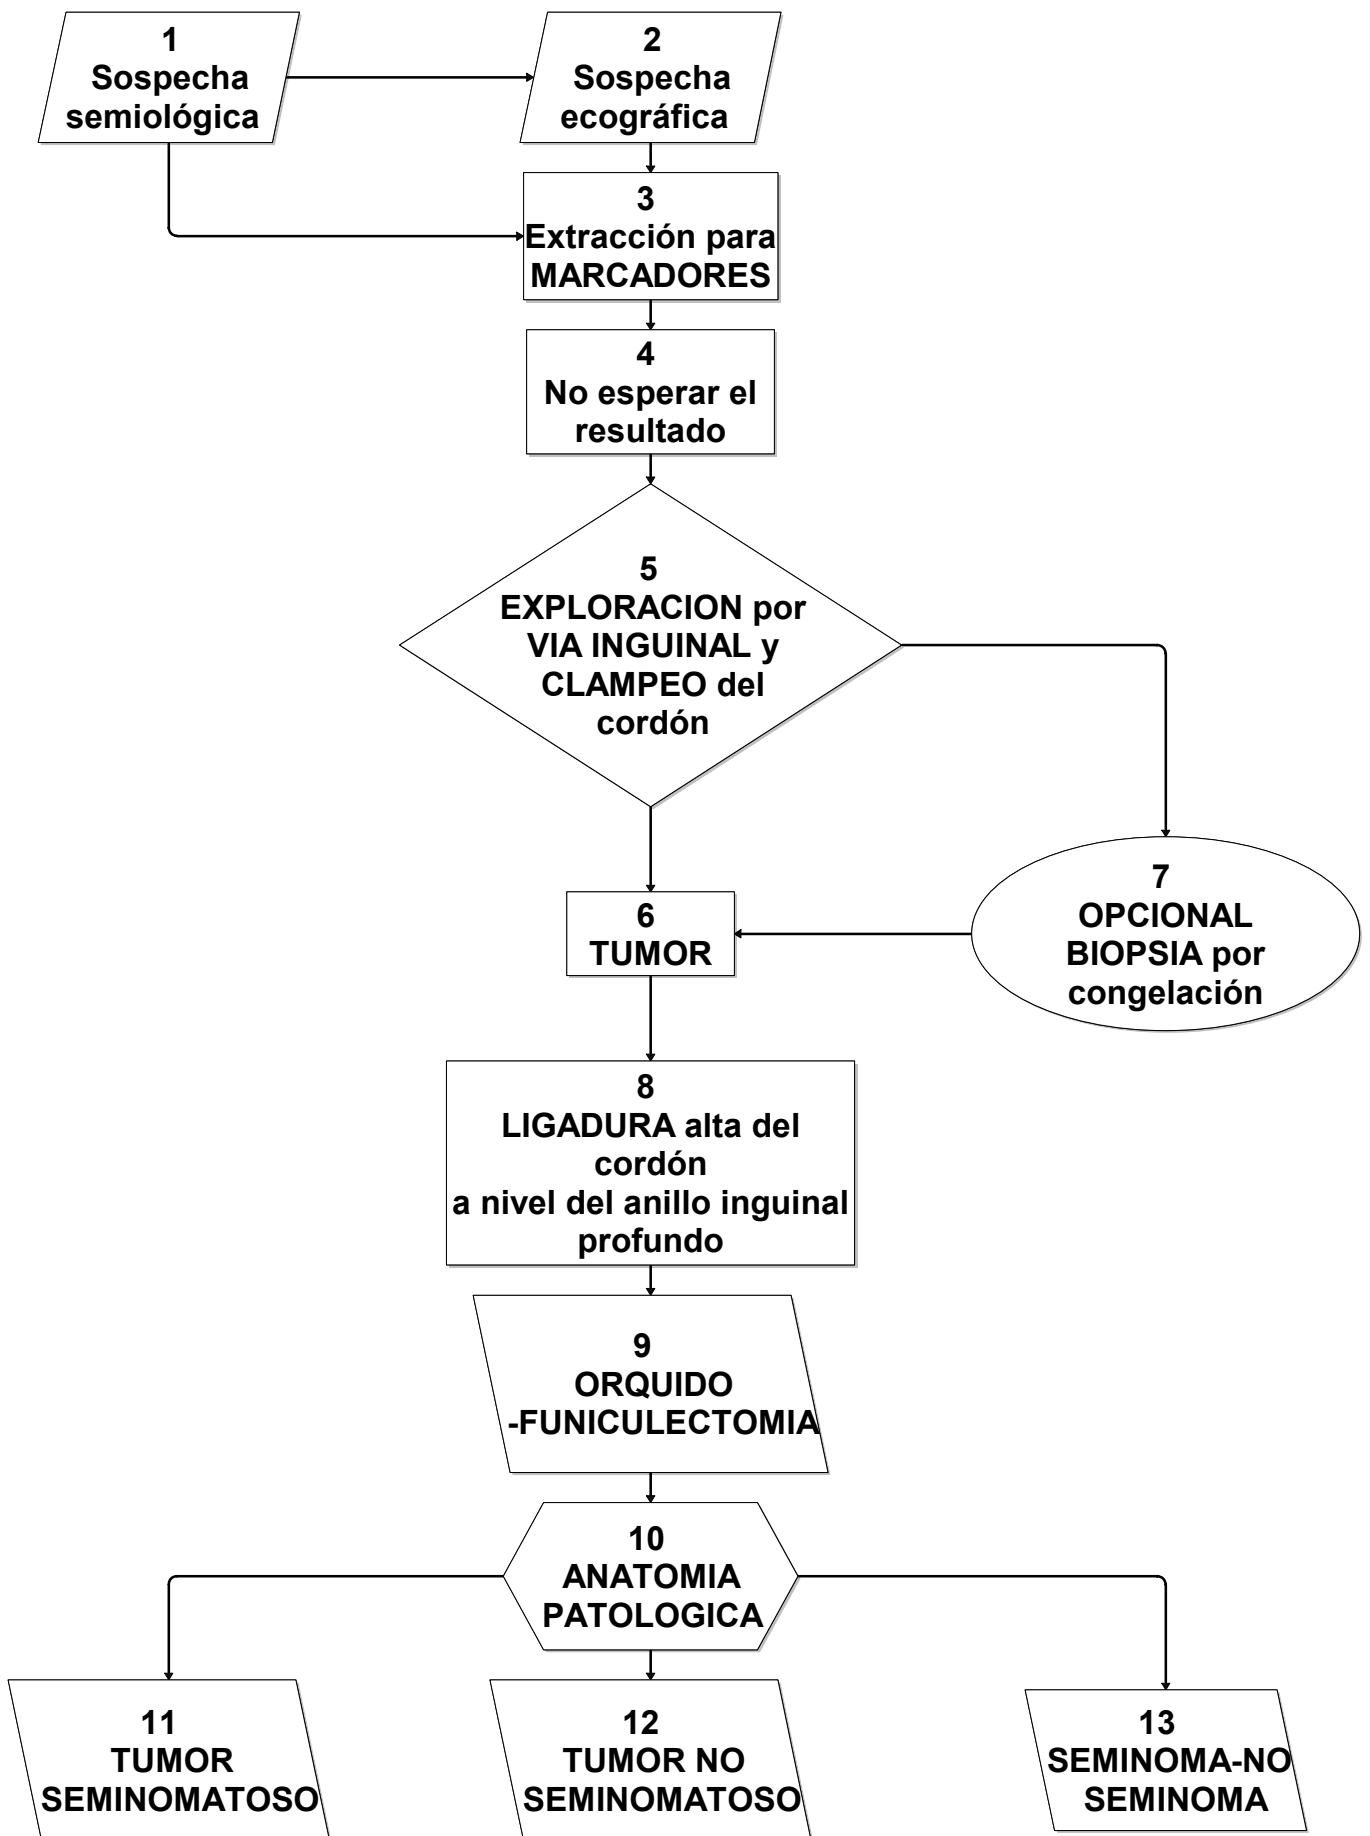 1
Sospecha
semiológica
2
Sospecha
ecográfica
3
Extracción para
MARCADORES
4
No esperar el
resultado
5
EXPLORACION por
VIA INGUINAL y
CLAMPEO del
cordón
6
TUMOR
7
OPCIONAL
BIOPSIA por
congelación
8
LIGADURA alta del
cordón
a nivel del anillo inguinal
profundo
9
ORQUIDO
-FUNICULECTOMIA
10
ANATOMIA
PATOLOGICA
11
TUMOR
SEMINOMATOSO
12
TUMOR NO
SEMINOMATOSO
13
SEMINOMA-NO
SEMINOMA